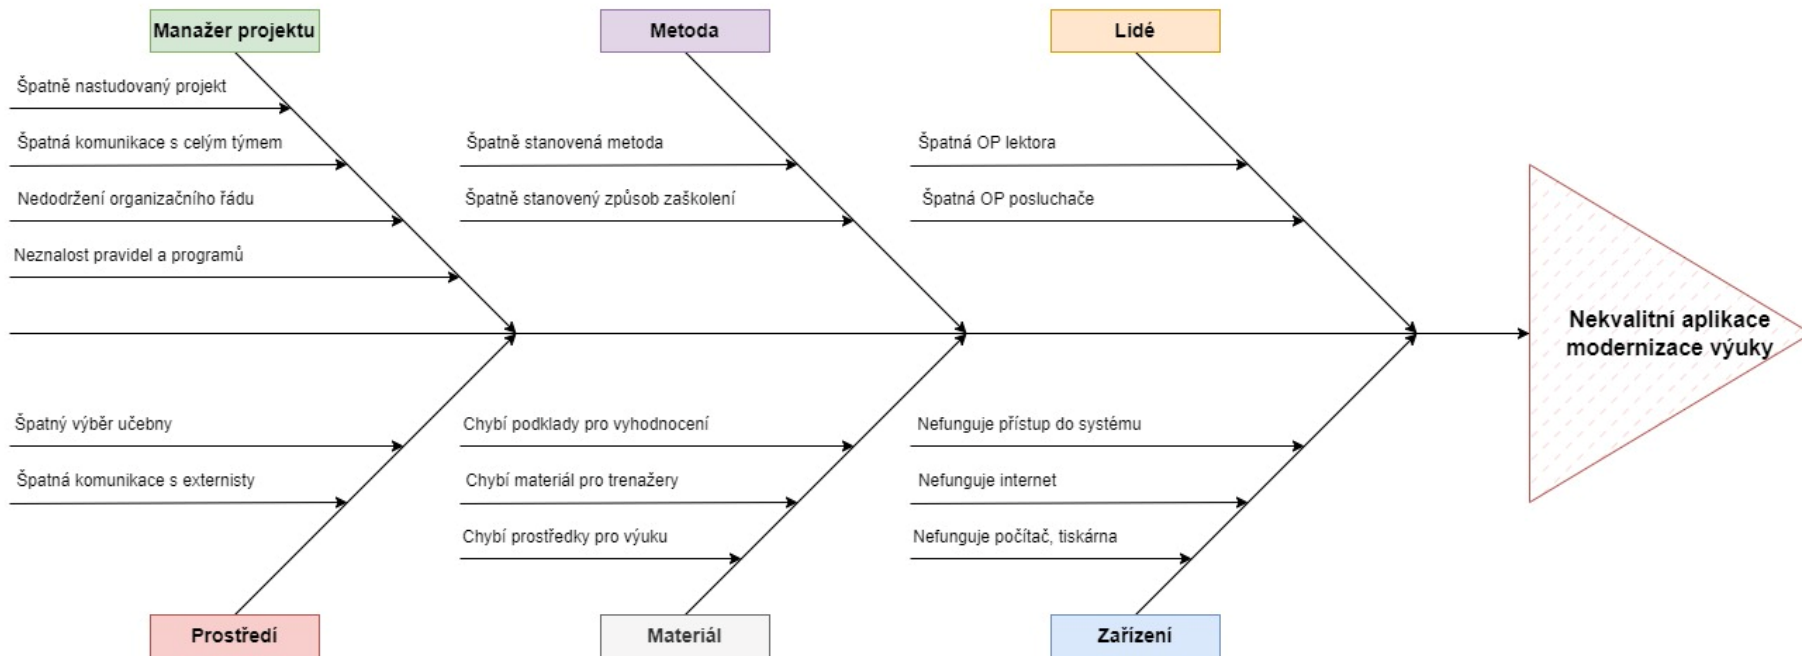 Manažer projektu
Metoda
Lidé
Špatně nastudovaný projekt
Špatná komunikace s celým týmem
Nedodržení organizačního řádu
Neznalost pravidel a programů
Špatně stanovená metoda
Špatně stanovený způsob zaškolení
Špatná OP lektora
Špatná OP posluchače
Nekvalitní aplikace
modernizace výuky
Špatný výběr učebny
Špatná komunikace s externisty
Chybí podklady pro vyhodnocení
Chybí materiál pro trenažery
Chybí prostředky pro výuku
Nefunguje přístup do systému
Nefunguje internet
Nefunguje počítač, tiskárna
Prostředí
Materiál
Zařízení